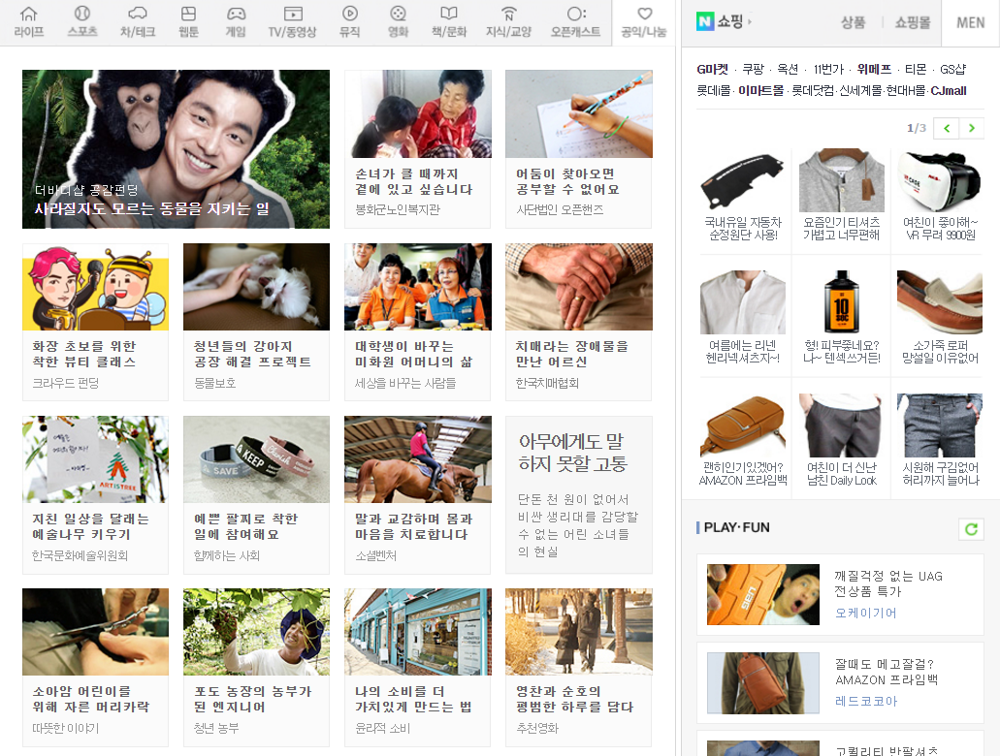 라이프 스포츠 차/테크 웹툰 게임 TV/동영상 뮤직 영화 책/문화 지식/교양 오픈캐스트 공익/나눔
더바디샵 공감펀딩
사라질지도 모르는 동물을 지키는 일
손녀가 클 때까지
곁에 있고 싶습니다
봉화군노인복지관
어둠이 찾아오면
공부할 수 없어요
사단법인 오픈핸즈
화장 초보를 위한
착한 뷰티 클래스
크라우드 펀딩
청년들의 강아지
공장 해결 프로젝트
동물보호
대학생이 바꾸는
미화원 어머니의 삶
세상을 바꾸는 사람들
치매라는 장애물을
만난 어르신
한국치매협회
ARTISTREE
지친 일상을 달래는
예술나무 키우기
한국문화예술위원회
A SAVE
A KEEP
Cherish
예쁜 팔찌로 착한
일에 참여해요
함께하는 사회
말과 교감하며 몸과
마음을 치료합니다
소셜벤처
아무에게도 말
하지 못할 고통
단돈 천 원이 없어서
비싼 생리대를 감당할
수 없는 어린 소녀들
의 현실
소아암 어린이를
위해 자른 머리카락
따뜻한 이야기
포도 농장의 농부가
된 엔지니어
청년 농부
나의 소비를 더
가치있게 만드는 법
윤리적 소비
영찬과 순호의
평범한 하루를 담다
추천영화
N 쇼핑
상품 쇼핑몰 MEN
G마켓 · 쿠팡 · 옥션 · 11번가 · 위메프 · 티몬 · GS샵
롯데i몰 · 이마트몰 · 롯데닷컴 · 신세계몰 · 현대H몰 · CJmall
1/3
국내유일 자동차
순정원단 사용!
요즘인기 티셔츠
가볍고 너무편해
VR CASE
여친이 좋아해~
VR 무려 9900원
여름에는 리넨
헨리넥셔츠지~!
10
SOC
형! 피부좋네요?
나~ 텐섹쓰거든!
소가죽 로퍼
망설일 이유없어
괜히인기있겠어?
AMAZON 프라임백
여친이 더 신난
남친 Daily Look
시원해 구김없어
허리까지 늘어나
PLAY·FUN
UAG
깨질걱정 없는 UAG
전상품 특가
오케이기어
잘때도 메고잘걸?
AMAZON 프라임백
레드코코아
고퀄리티 반팔셔츠